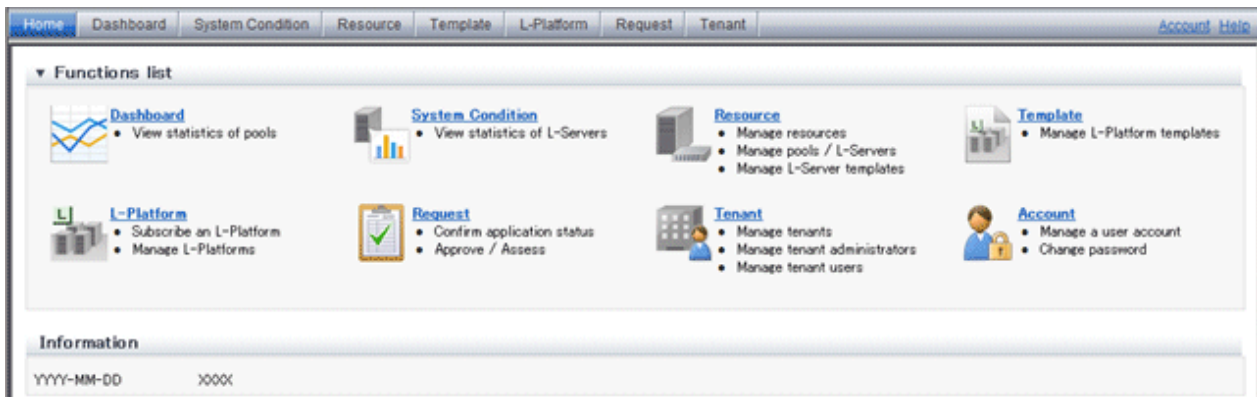 Home Dashboard System Condition Resource Template L-Platform Request Tenant Account Help
▼ Functions list
Dashboard
• View statistics of pools
System Condition
• View statistics of L-Servers
Resource
• Manage resources
• Manage pools / L-Servers
• Manage L-Server templates
Template
• Manage L-Platform templates
L-Platform
• Subscribe an L-Platform
• Manage L-Platforms
Request
• Confirm application status
• Approve / Assess
Tenant
• Manage tenants
• Manage tenant administrators
• Manage tenant users
Account
• Manage a user account
• Change password
Information
YYYY-MM-DD XXXX